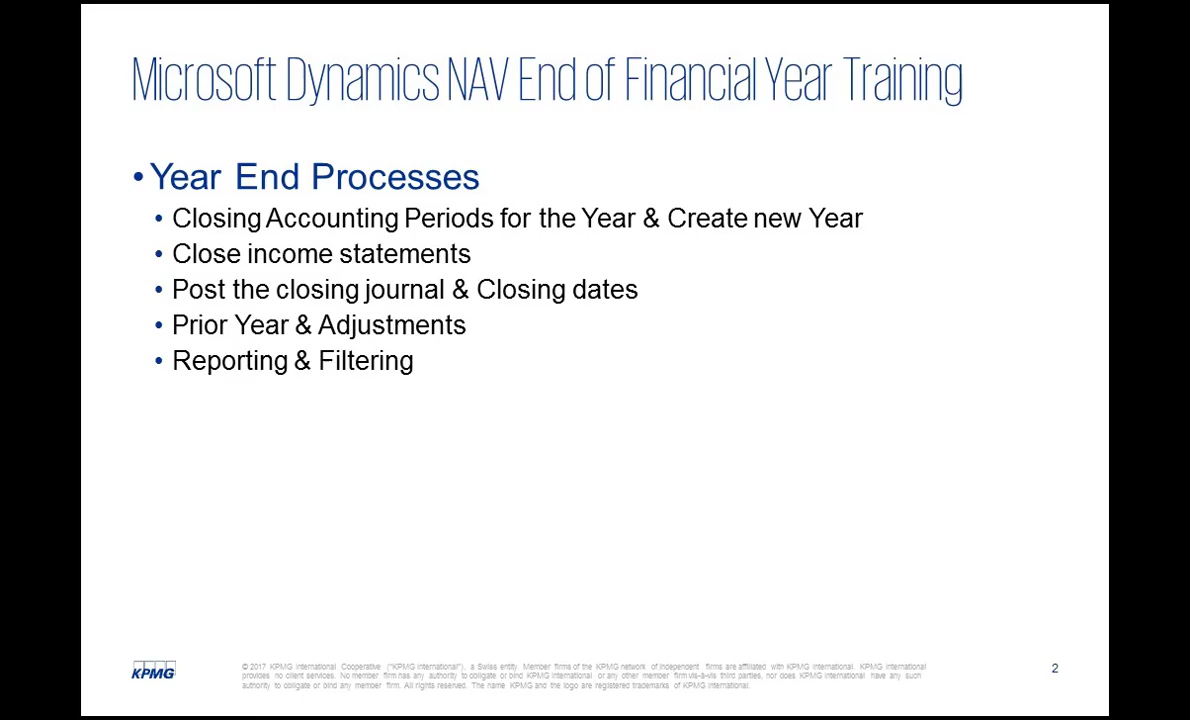 Microsoft Dynamics NAV End of Financial Year Training
• Year End Processes
• Closing Accounting Periods for the Year & Create new Year
• Close income statements
• Post the closing journal & Closing dates
• Prior Year & Adjustments
• Reporting & Filtering
KPMG
© 2017 KPMG International Cooperative ("KPMG International"), a Swiss entity. Member firms of the KPMG network of independent firms are affiliated with KPMG International. KPMG International
provides no client services. No member firm has any authority to obligate or bind KPMG International or any other member firm vis-à-vis third parties, nor does KPMG International have any such
authority to obligate or bind any member firm. All rights reserved. The name KPMG and the logo are registered trademarks of KPMG International.
2